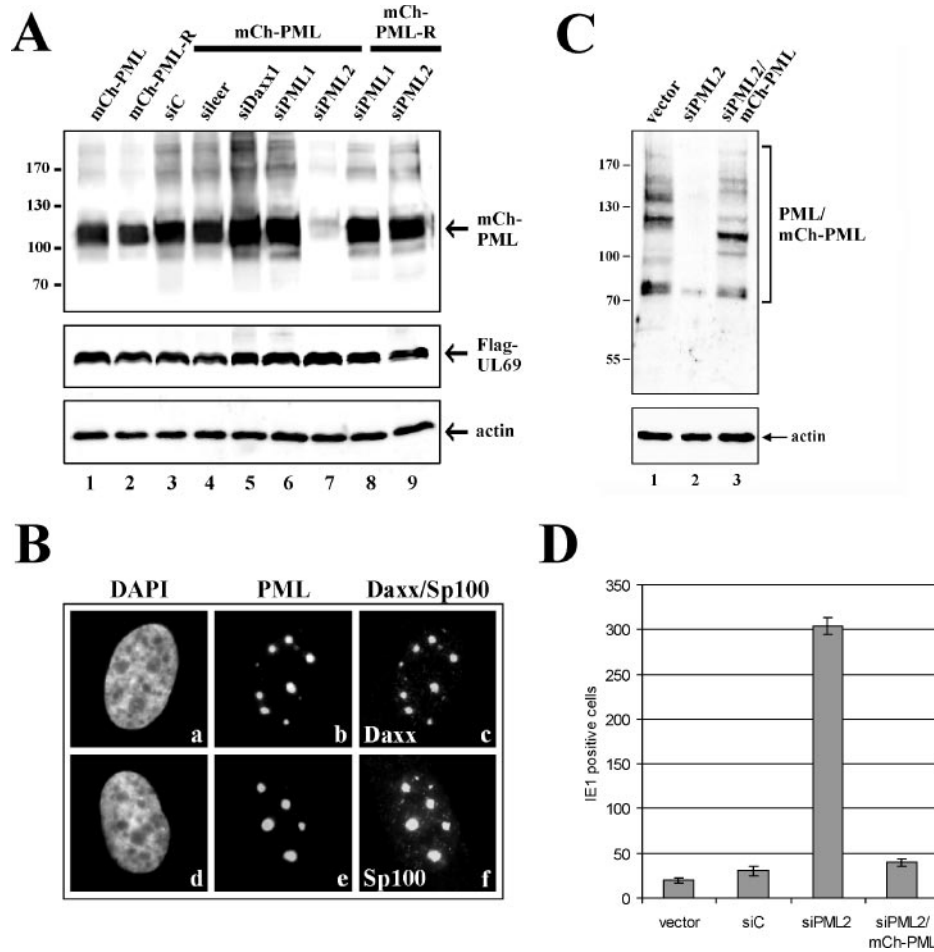 A
mCh-PML
mCh-
PML-R
mCh-PML
mCh-PML-R
siC
sileer
siDaxx1
siPML1
siPML2
siPML1
siPML2
170
130
100
70
mCh-
PML
Flag-
UL69
actin
1 2 3 4 5 6 7 8 9
C
vector
siPML2
siPML2/
mCh-PML
170
130
100
70
55
PML/
mCh-PML
actin
1 2 3
B
DAPI PML Daxx/Sp100
a b Daxx c
d e Sp100 f
D
IE1 positive cells
350
300
250
200
150
100
50
0
vector siC siPML2 siPML2/
mCh-PML